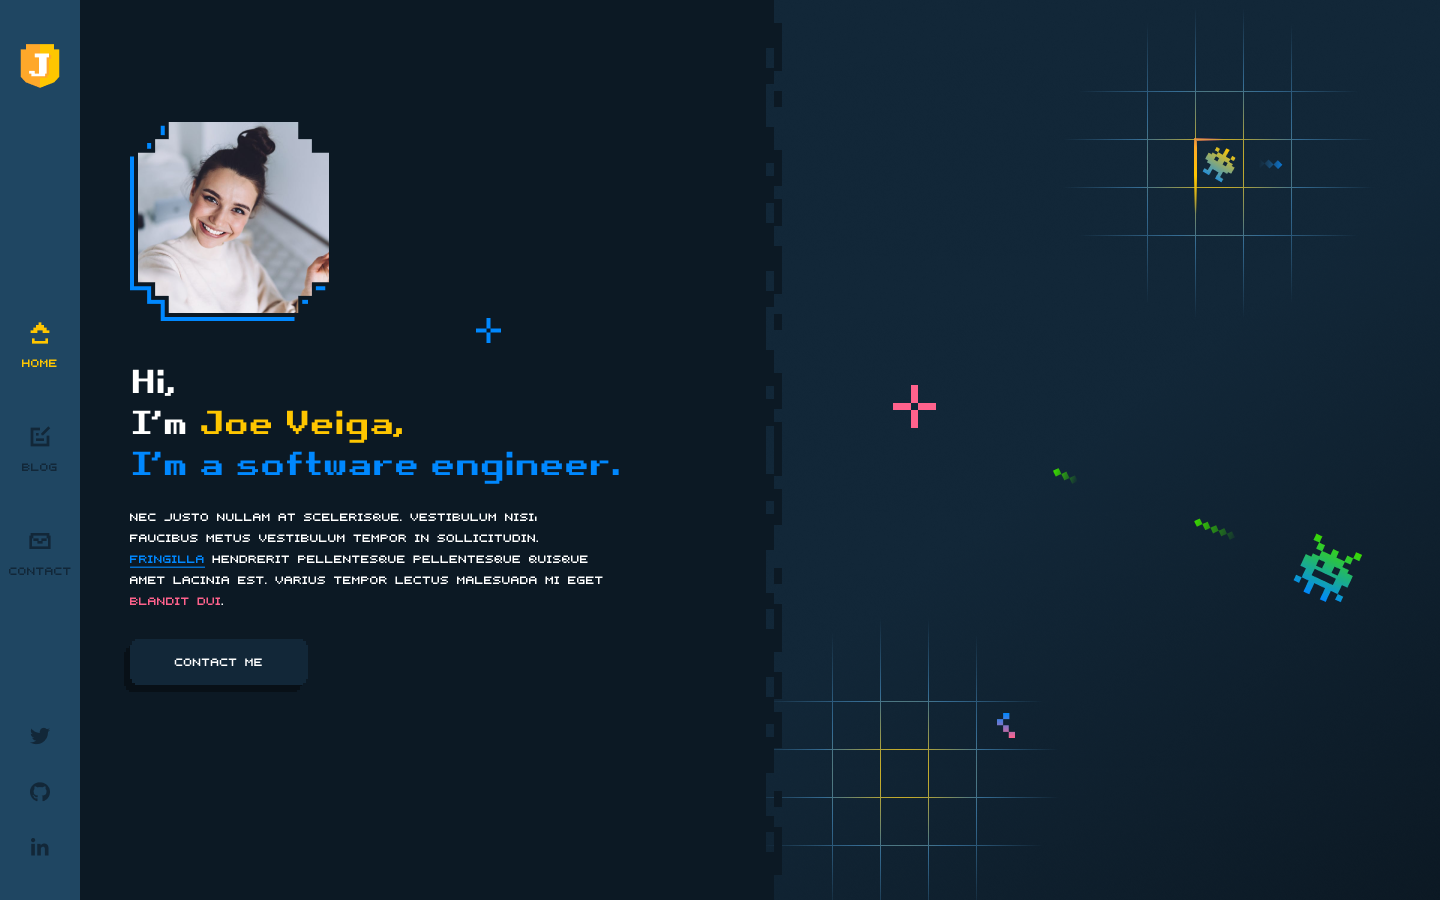 J
HOME
BLOG
CONTACT
Hi,
I'm Joe Veiga,
I'm a software engineer.
NEC JUSTO NULLAM AT SCELERISQUE. VESTIBULUM NISI,
FAUCIBUS METUS VESTIBULUM TEMPOR IN SOLLICITUDIN.
FRINGILLA HENDRERIT PELLENTESQUE PELLENTESQUE QUISQUE
AMET LACINIA EST. VARIUS TEMPOR LECTUS MALESUADA MI EGET
BLANDIT DUI.
CONTACT ME
in